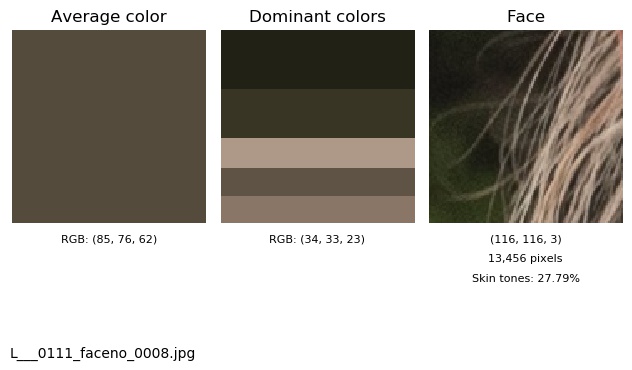 Average color
Dominant colors
Face
RGB: (85, 76, 62)
RGB: (34, 33, 23)
(116, 116, 3)
13,456 pixels
Skin tones: 27.79%
L___0111_faceno_0008.jpg